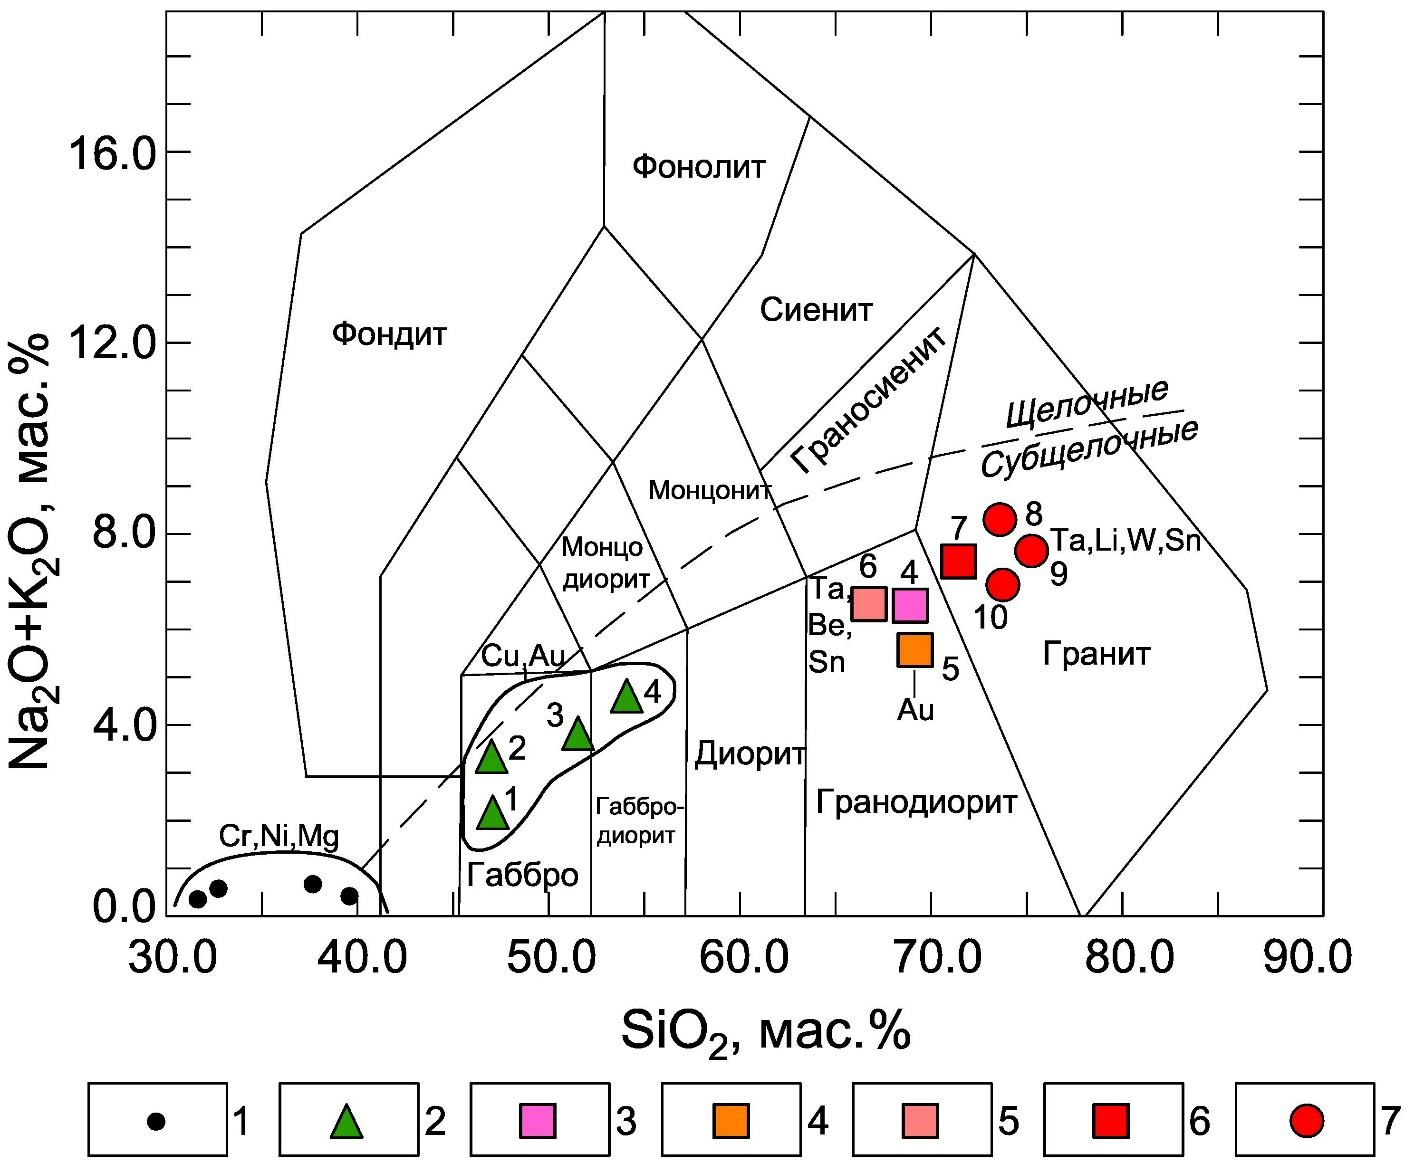 Na2O+K2O, мас.%
16.0
12.0
8.0
4.0
0.0
Фонолит
Сиенит
Фондит
Граносиенит
Щелочные
Субщелочные
Монцонит
Монцо
диорит
7
8
Ta,Li,W,Sn
9
10
6
4
Ta,
Be,
Sn
5
Au
Гранит
Cu,Au
4
3
2
1
Диорит
Габбро-
диорит
Гранодиорит
Cr,Ni,Mg
Габбро
30.0 40.0 50.0 60.0 70.0 80.0 90.0
SiO2, мас.%
1 2 3 4 5 6 7